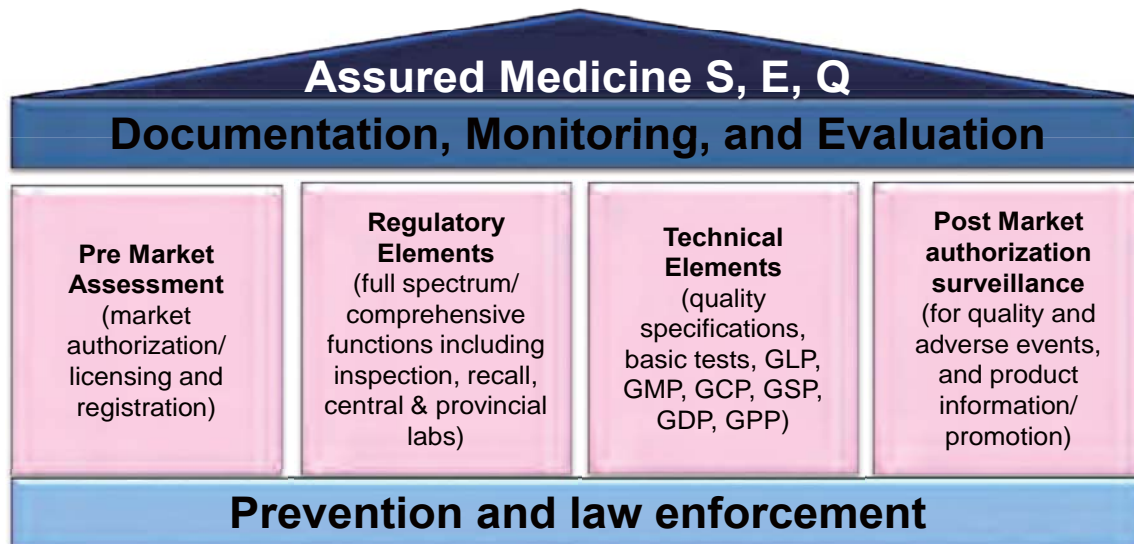 Assured Medicine S, E, Q
Documentation, Monitoring, and Evaluation
Pre Market
Assessment
(market
authorization/
licensing and
registration)
Regulatory
Elements
(full spectrum/
comprehensive
functions including
inspection, recall,
central & provincial
labs)
Technical
Elements
(quality
specifications,
basic tests, GLP,
GMP, GCP, GSP,
GDP, GPP)
Post Market
authorization
surveillance
(for quality and
adverse events,
and product
information/
promotion)
Prevention and law enforcement